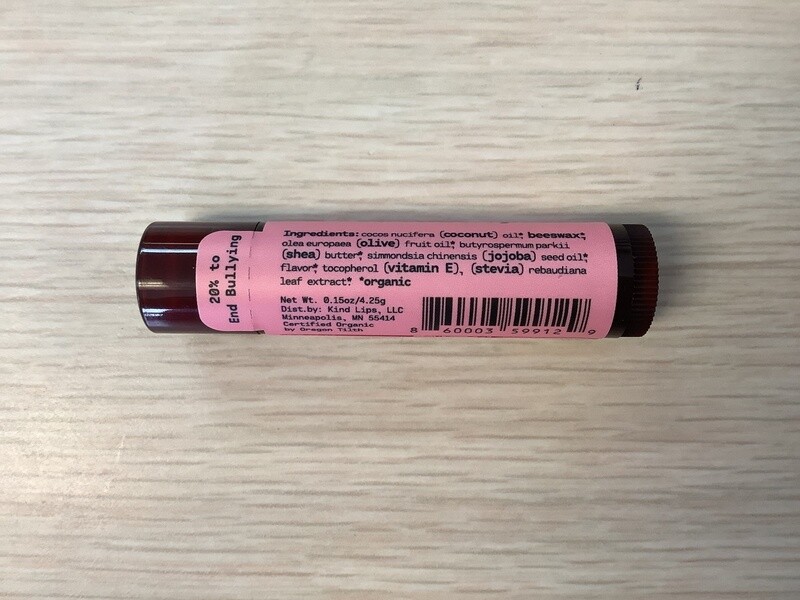 20% to
End Bullying
Ingredients: cocos nucifera (coconut) oil*, beeswax*,
olea europaea (olive) fruit oil*, butyrospermum parkii
(shea) butter*, simmondsia chinensis (jojoba) seed oil*,
flavor*, tocopherol (vitamin E), (stevia) rebaudiana
leaf extract.* *organic
Net Wt. 0.15oz/4.25g
Dist.by: Kind Lips, LLC
Minneapolis, MN 55414
Certified Organic
by Oregon Tilth
8 60003 59912 9